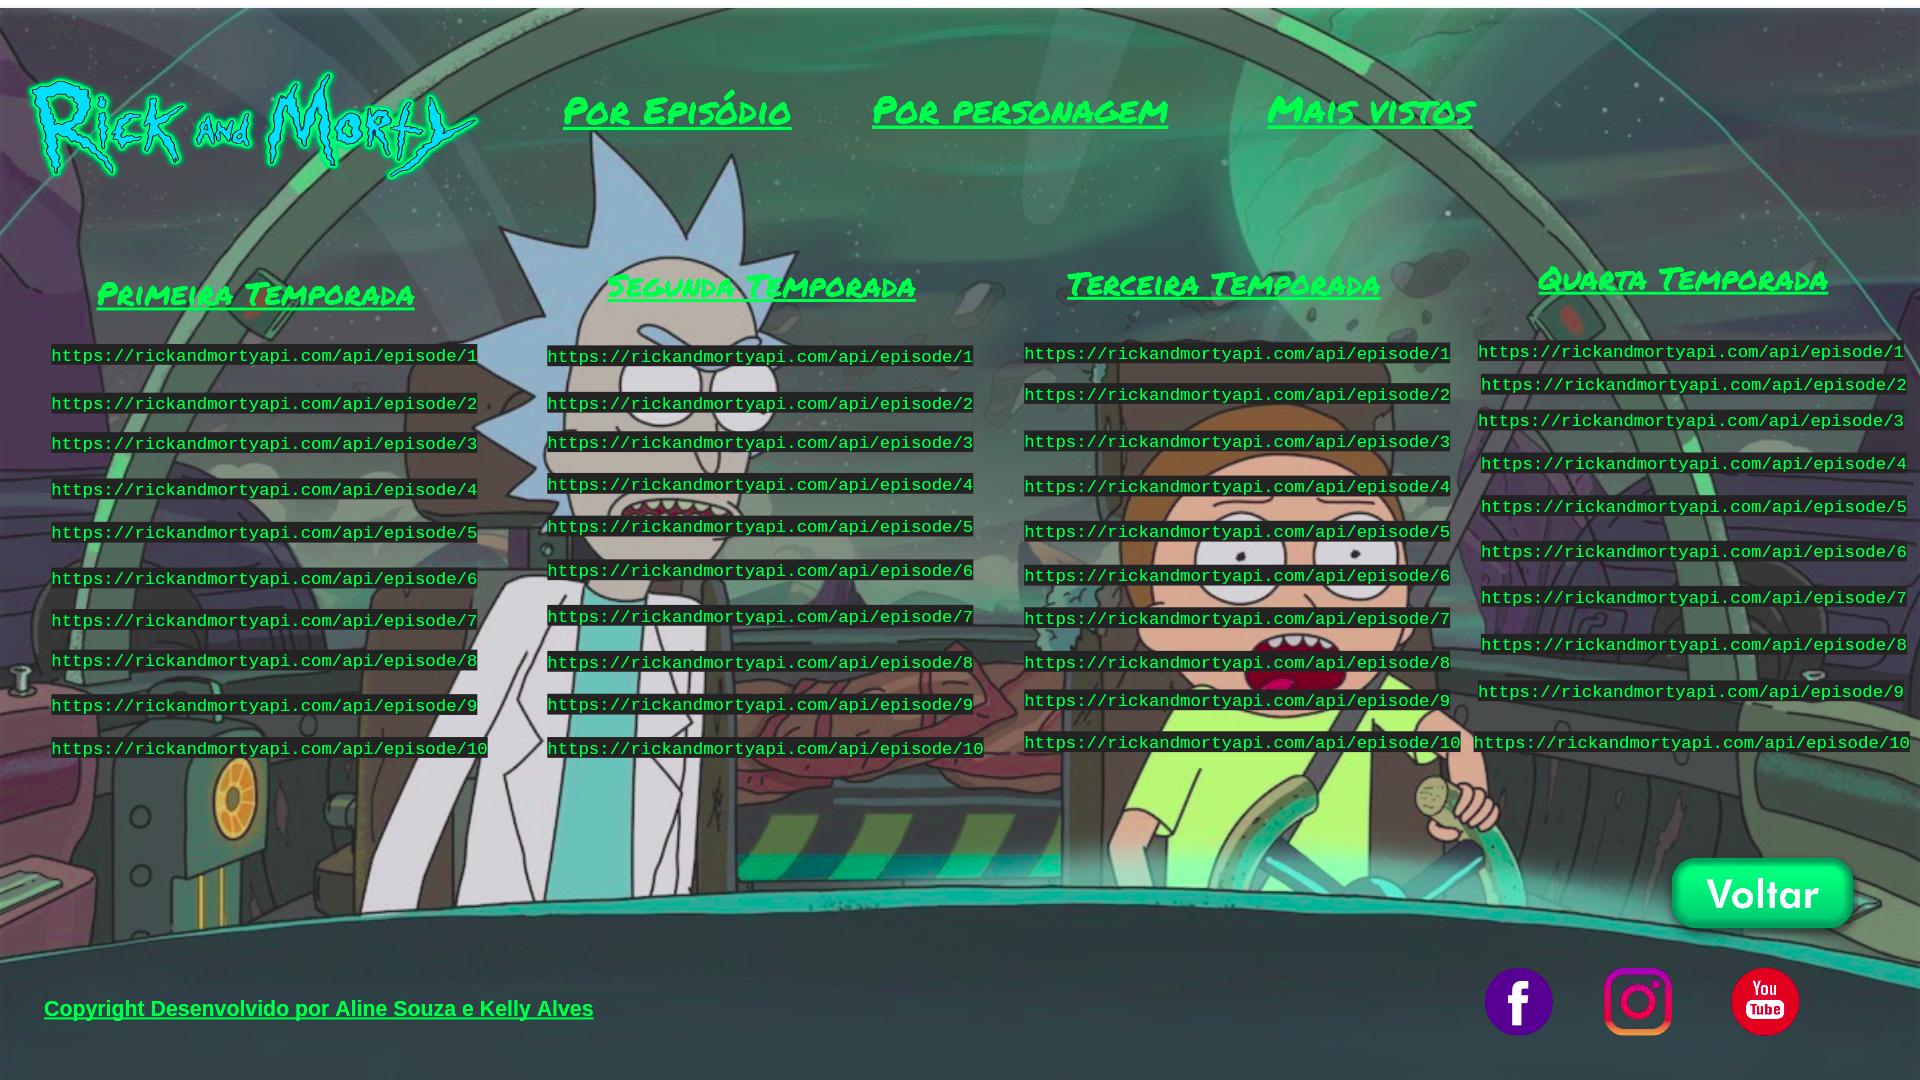 Rick and Morty
Por Episódio
Por personagem
Mais vistos
Primeira Temporada
https://rickandmortyapi.com/api/episode/1
https://rickandmortyapi.com/api/episode/2
https://rickandmortyapi.com/api/episode/3
https://rickandmortyapi.com/api/episode/4
https://rickandmortyapi.com/api/episode/5
https://rickandmortyapi.com/api/episode/6
https://rickandmortyapi.com/api/episode/7
https://rickandmortyapi.com/api/episode/8
https://rickandmortyapi.com/api/episode/9
https://rickandmortyapi.com/api/episode/10
Segunda Temporada
https://rickandmortyapi.com/api/episode/1
https://rickandmortyapi.com/api/episode/2
https://rickandmortyapi.com/api/episode/3
https://rickandmortyapi.com/api/episode/4
https://rickandmortyapi.com/api/episode/5
https://rickandmortyapi.com/api/episode/6
https://rickandmortyapi.com/api/episode/7
https://rickandmortyapi.com/api/episode/8
https://rickandmortyapi.com/api/episode/9
https://rickandmortyapi.com/api/episode/10
Terceira Temporada
https://rickandmortyapi.com/api/episode/1
https://rickandmortyapi.com/api/episode/2
https://rickandmortyapi.com/api/episode/3
https://rickandmortyapi.com/api/episode/4
https://rickandmortyapi.com/api/episode/5
https://rickandmortyapi.com/api/episode/6
https://rickandmortyapi.com/api/episode/7
https://rickandmortyapi.com/api/episode/8
https://rickandmortyapi.com/api/episode/9
https://rickandmortyapi.com/api/episode/10
Quarta Temporada
https://rickandmortyapi.com/api/episode/1
https://rickandmortyapi.com/api/episode/2
https://rickandmortyapi.com/api/episode/3
https://rickandmortyapi.com/api/episode/4
https://rickandmortyapi.com/api/episode/5
https://rickandmortyapi.com/api/episode/6
https://rickandmortyapi.com/api/episode/7
https://rickandmortyapi.com/api/episode/8
https://rickandmortyapi.com/api/episode/9
https://rickandmortyapi.com/api/episode/10
Voltar
Copyright Desenvolvido por Aline Souza e Kelly Alves
f
You
Tube